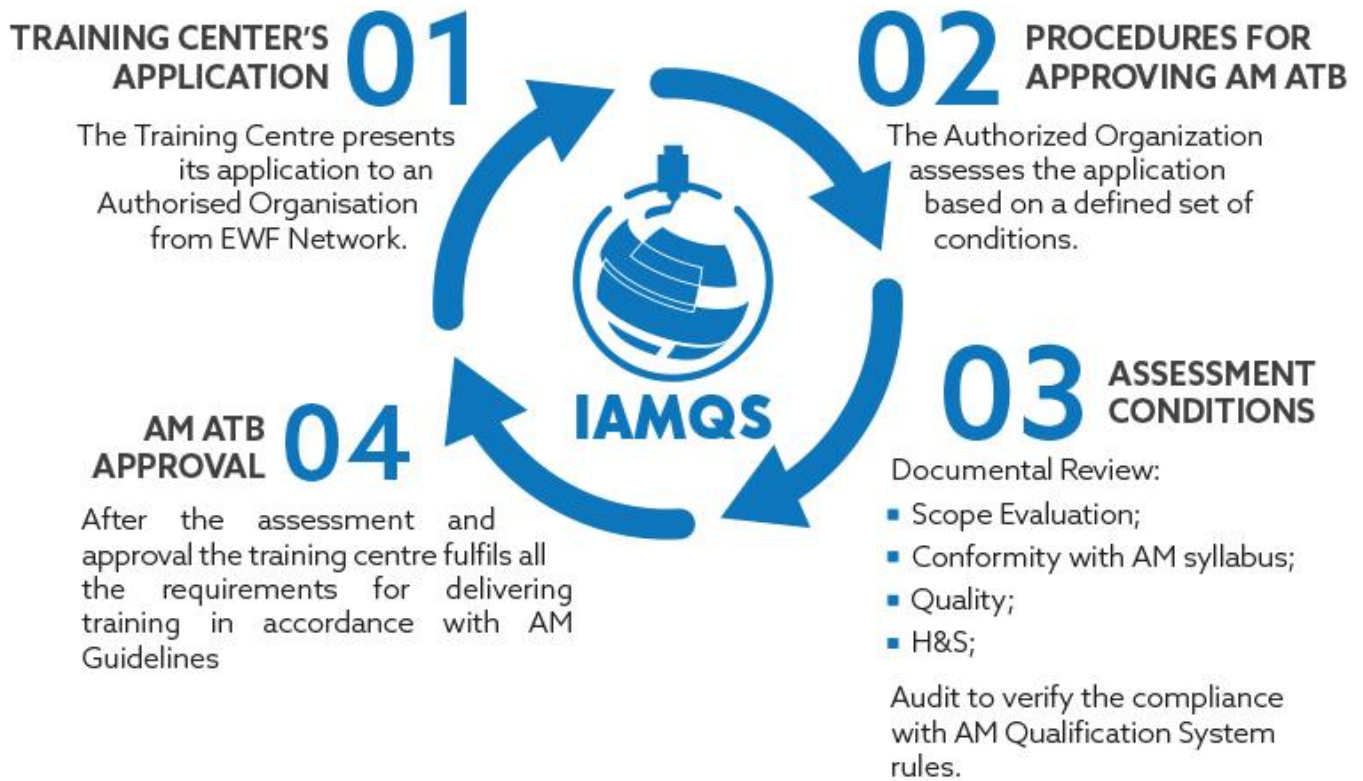 TRAINING CENTER'S
APPLICATION
01
The Training Centre presents
its application to an
Authorised Organisation
from EWF Network.
02
PROCEDURES FOR
APPROVING AM ATB
The Authorized Organization
assesses the application
based on a defined set of
conditions.
IAMQS
03
ASSESSMENT
CONDITIONS
Documental Review:
Scope Evaluation;
Conformity with AM syllabus;
Quality;
H&S;
Audit to verify the compliance
with AM Qualification System
rules.
AM ATB
APPROVAL
04
After the assessment and
approval the training centre fulfils all
the requirements for delivering
training in accordance with AM
Guidelines